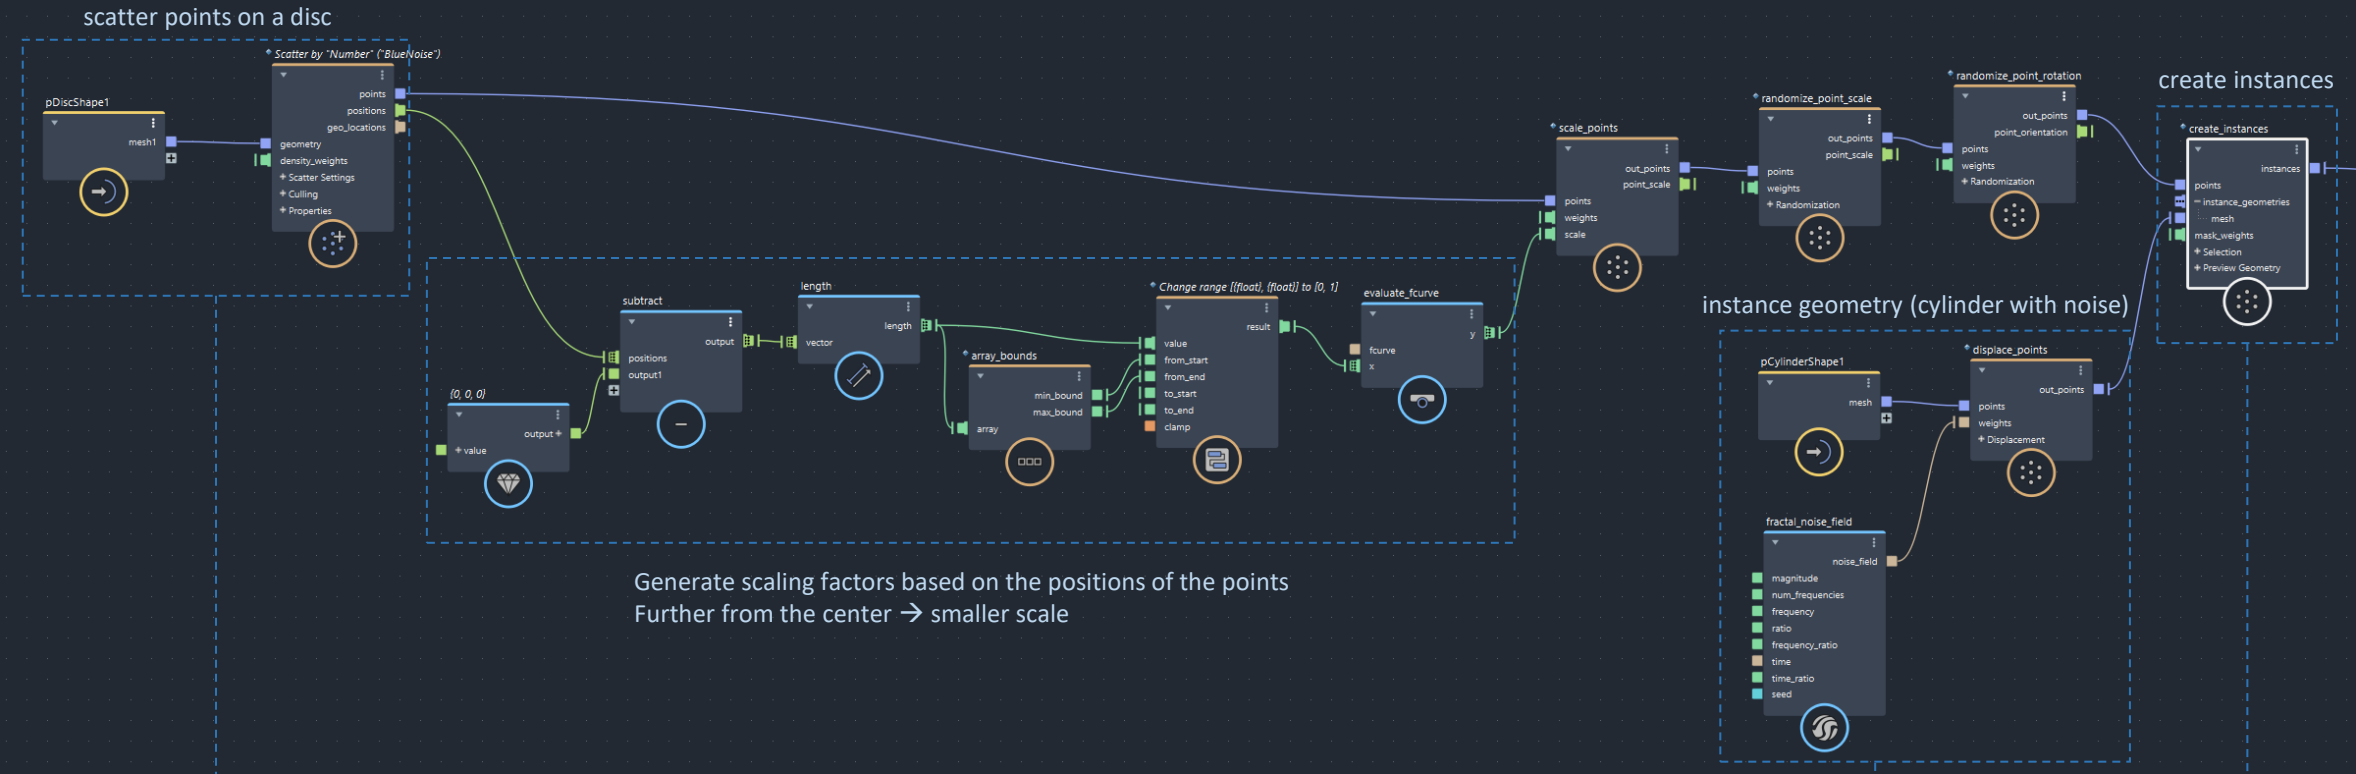 scatter points on a disc
Scatter by "Number" ("BlueNoise")
points
positions
geo_locations
geometry
density_weights
+ Scatter Settings
+ Culling
+ Properties
pDiscShape1
mesh1
{0, 0, 0}
output +
+ value
subtract
output
positions
output1
length
length
vector
array_bounds
min_bound
max_bound
array
Change range [{float}, {float}] to [0, 1]
result
value
from_start
from_end
to_start
to_end
clamp
evaluate_fcurve
y
fcurve
x
Generate scaling factors based on the positions of the points
Further from the center → smaller scale
scale_points
out_points
point_scale
points
weights
scale
randomize_point_scale
out_points
point_scale
points
weights
+ Randomization
randomize_point_rotation
out_points
point_orientation
points
weights
+ Randomization
create instances
create_instances
instances
points
instance_geometries
mesh
mask_weights
+ Selection
+ Preview Geometry
instance geometry (cylinder with noise)
pCylinderShape1
mesh
displace_points
out_points
points
weights
+ Displacement
fractal_noise_field
noise_field
magnitude
num_frequencies
frequency
ratio
frequency_ratio
time
time_ratio
seed